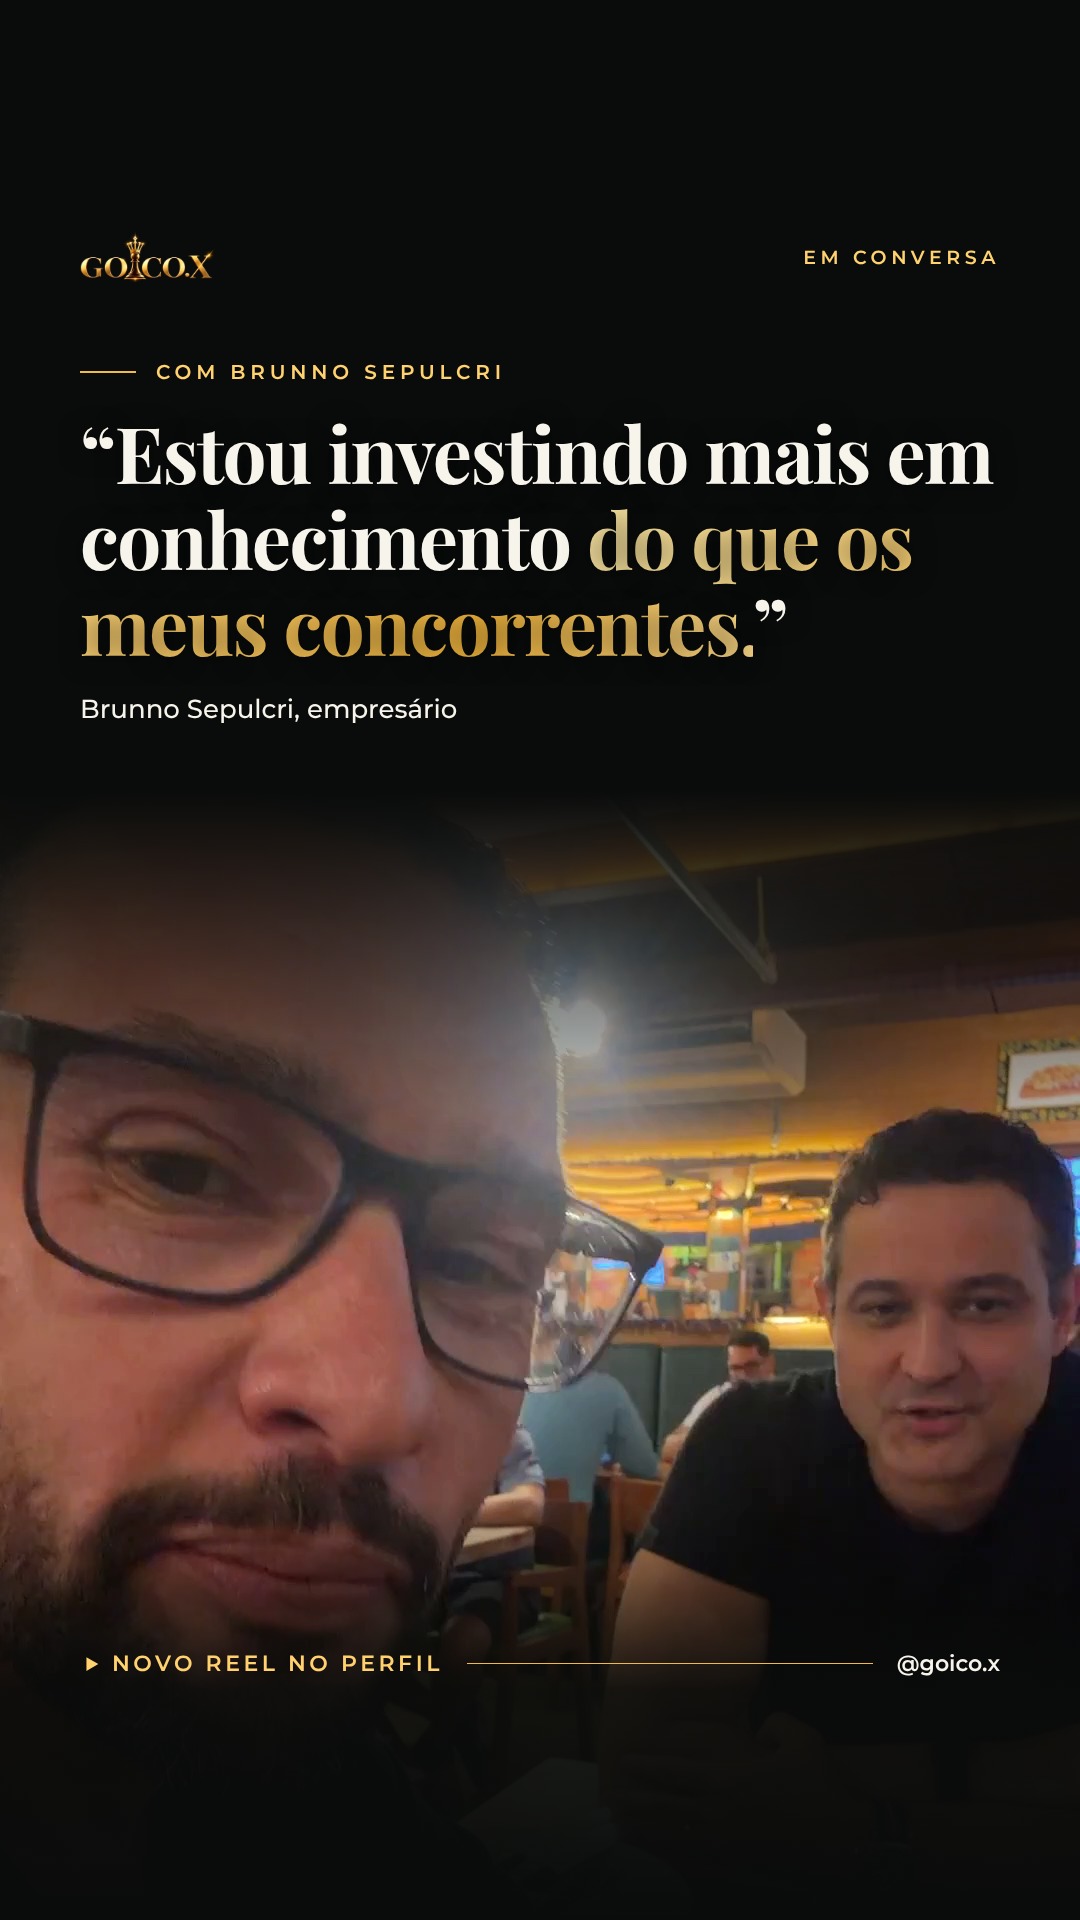 GOICO.X
EM CONVERSA
COM BRUNNO SEPULCRI
“Estou investindo mais em
conhecimento do que os
meus concorrentes.”
Brunno Sepulcri, empresário
NOVO REEL NO PERFIL
@goico.x